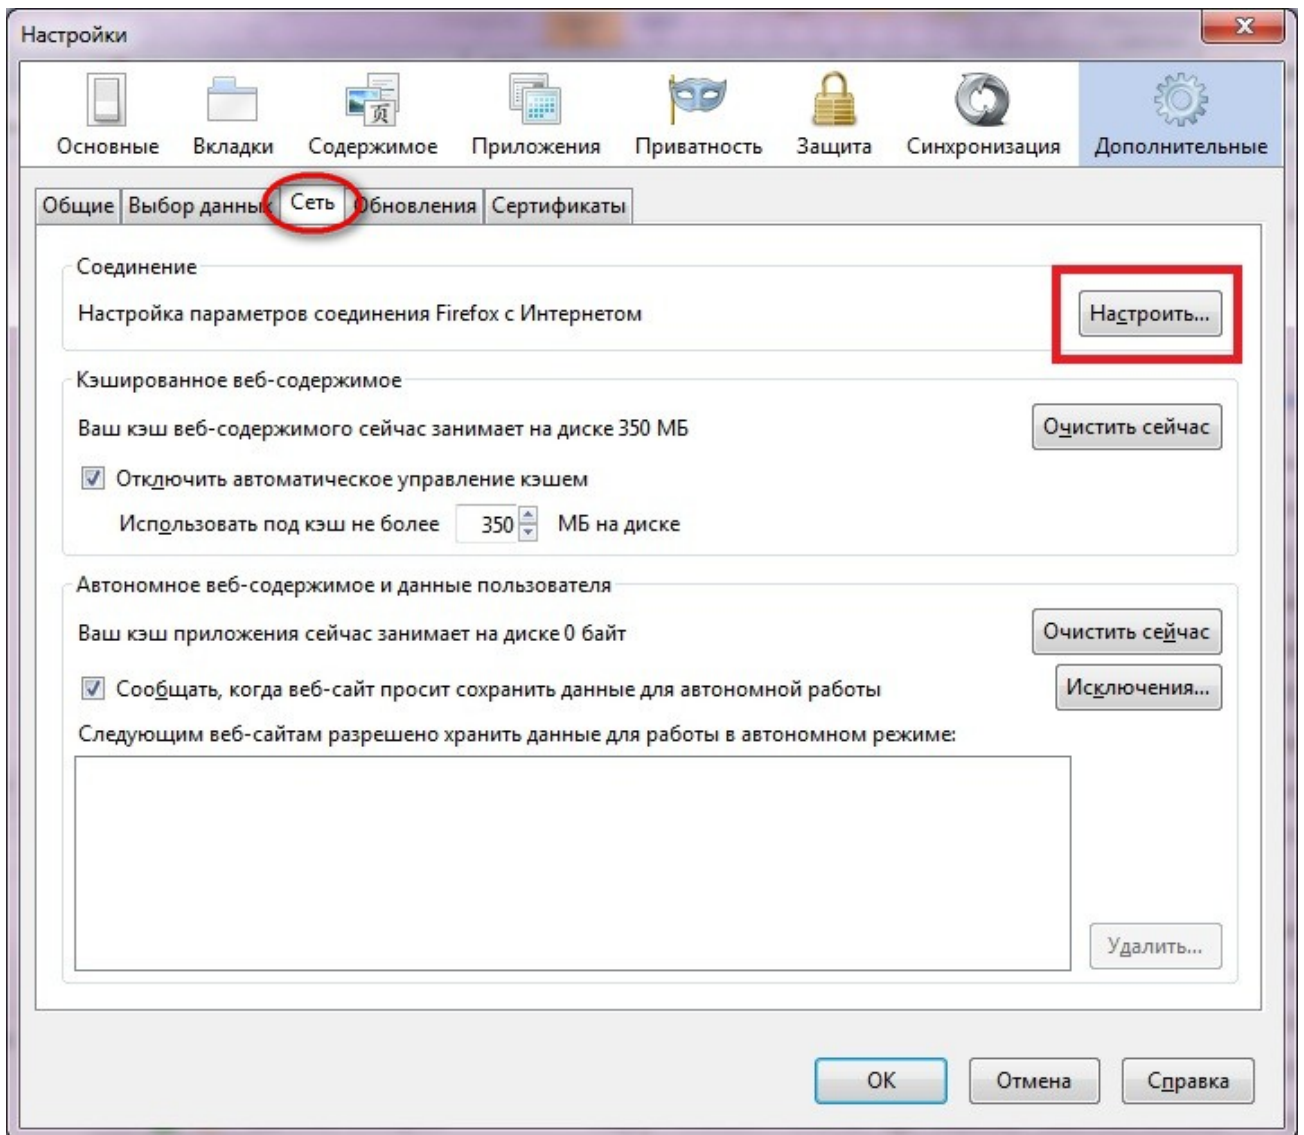 Настройки
页
Основные Вкладки Содержимое Приложения Приватность Защита Синхронизация Дополнительные
Общие Выбор данных Сеть Обновления Сертификаты
Соединение
Настройка параметров соединения Firefox с Интернетом Настроить...
Кэшированное веб-содержимое
Ваш кэш веб-содержимого сейчас занимает на диске 350 МБ Очистить сейчас
Отключить автоматическое управление кэшем
Использовать под кэш не более 350 МБ на диске
Автономное веб-содержимое и данные пользователя
Ваш кэш приложения сейчас занимает на диске 0 байт Очистить сейчас
Сообщать, когда веб-сайт просит сохранить данные для автономной работы Исключения...
Следующим веб-сайтам разрешено хранить данные для работы в автономном режиме:
Удалить...
ОК Отмена Справка